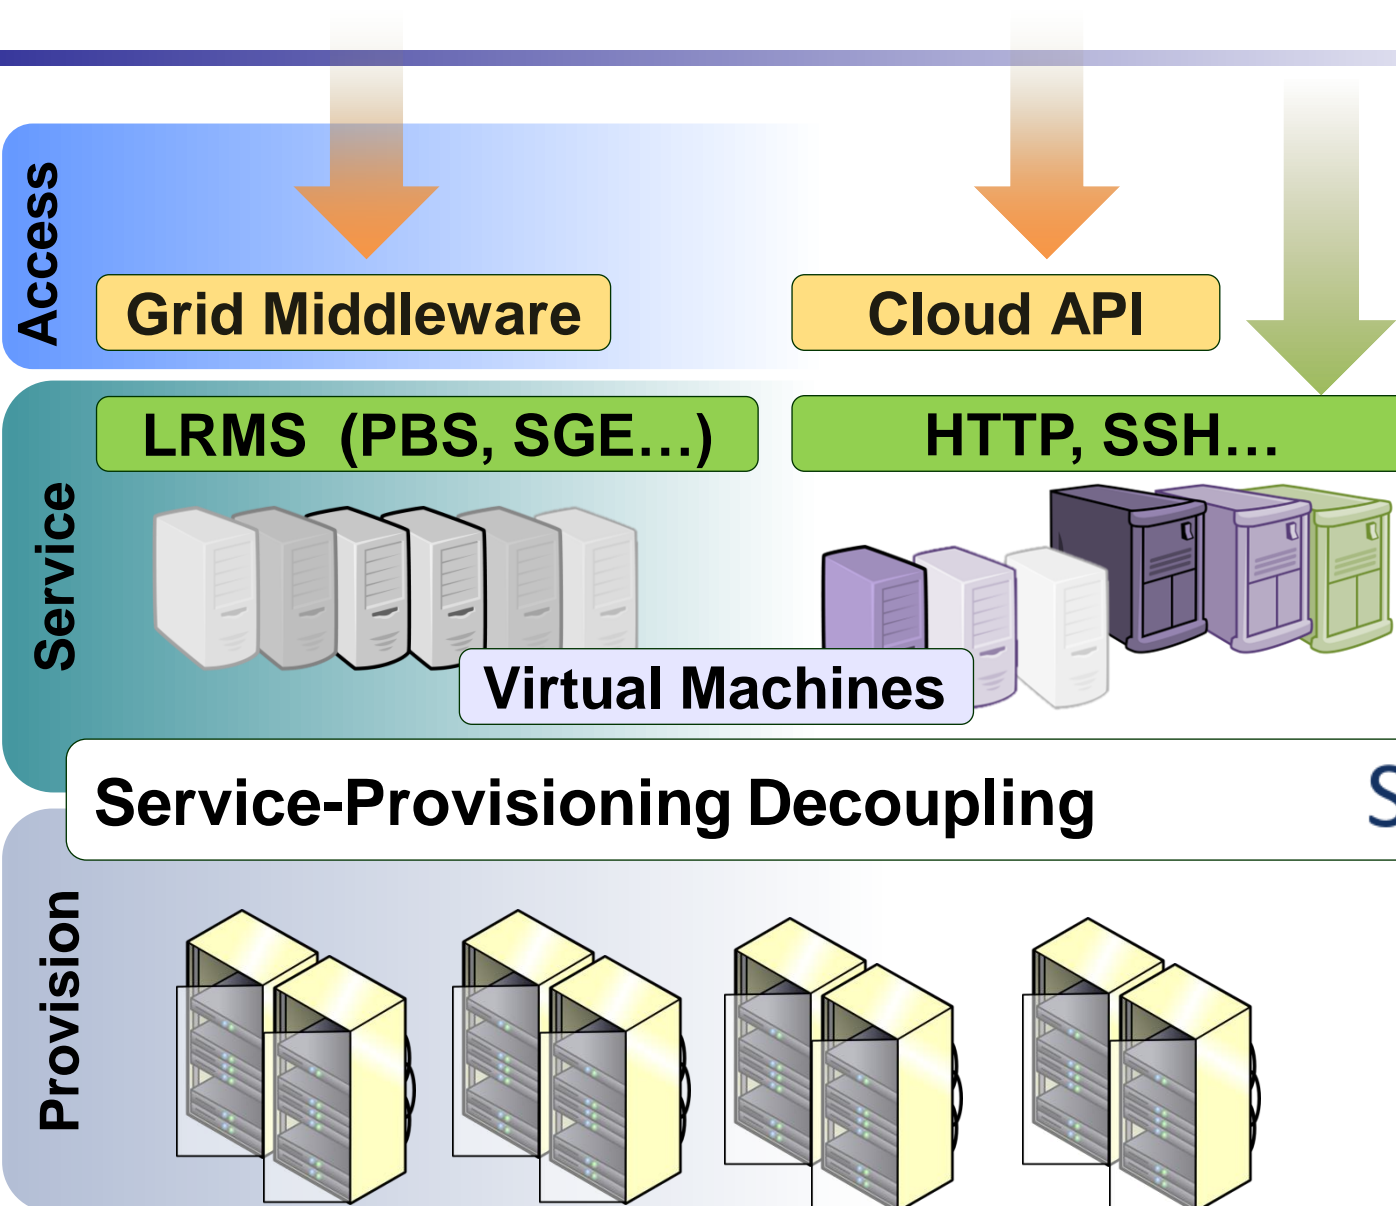 Access
Grid Middleware
Cloud API
LRMS (PBS, SGE...)
HTTP, SSH...
Service
Virtual Machines
Service-Provisioning Decoupling
Provision